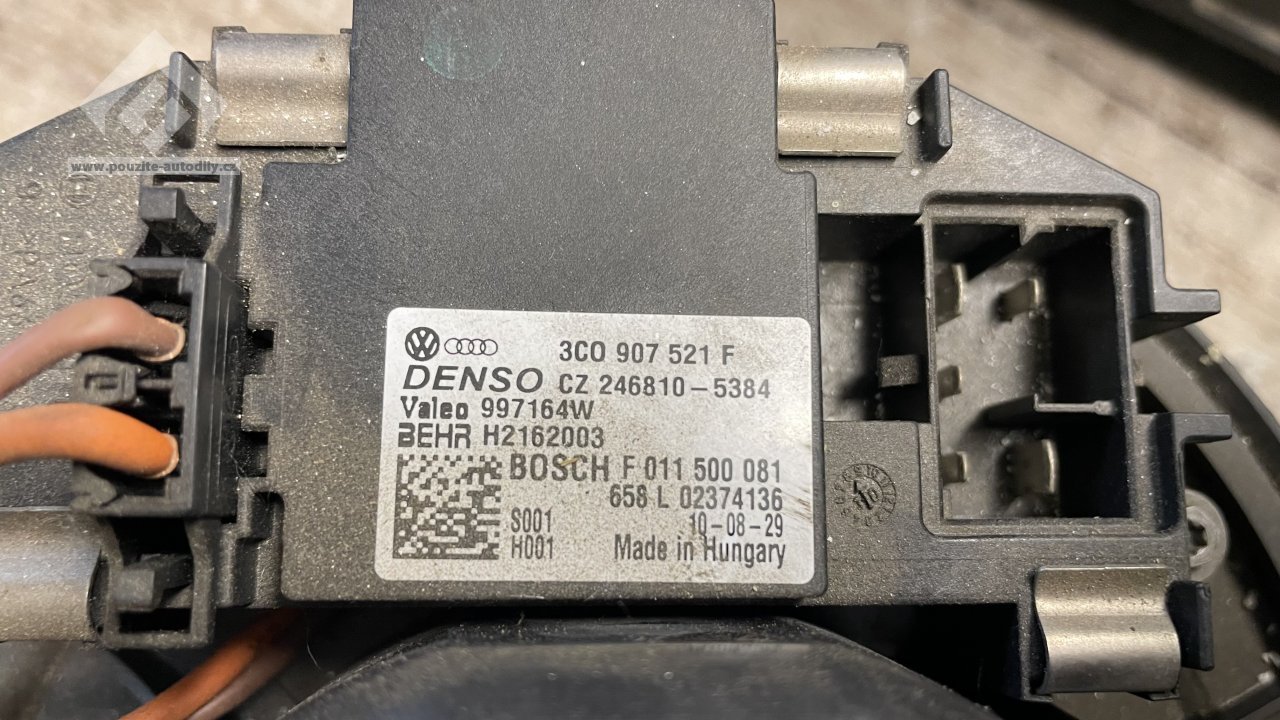 www.pouzite-autodily.cz
3C0 907 521 F
DENSO CZ 246810-5384
Valeo 997164W
BEHR H2162003
BOSCH F 011 500 081
658 L 02374136
S001 10-08-29
H001 Made in Hungary